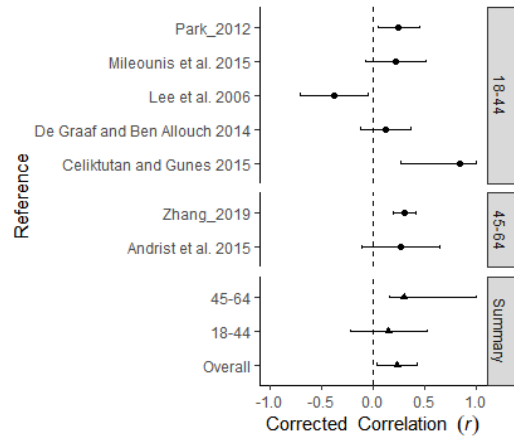 Reference
Park_2012
Mileounis et al. 2015
Lee et al. 2006
De Graaf and Ben Allouch 2014
Celiktutan and Gunes 2015
18-44
Zhang_2019
Andrist et al. 2015
45-64
45-64
18-44
Overall
Summary
-1.0 -0.5 0.0 0.5 1.0
Corrected Correlation (r)